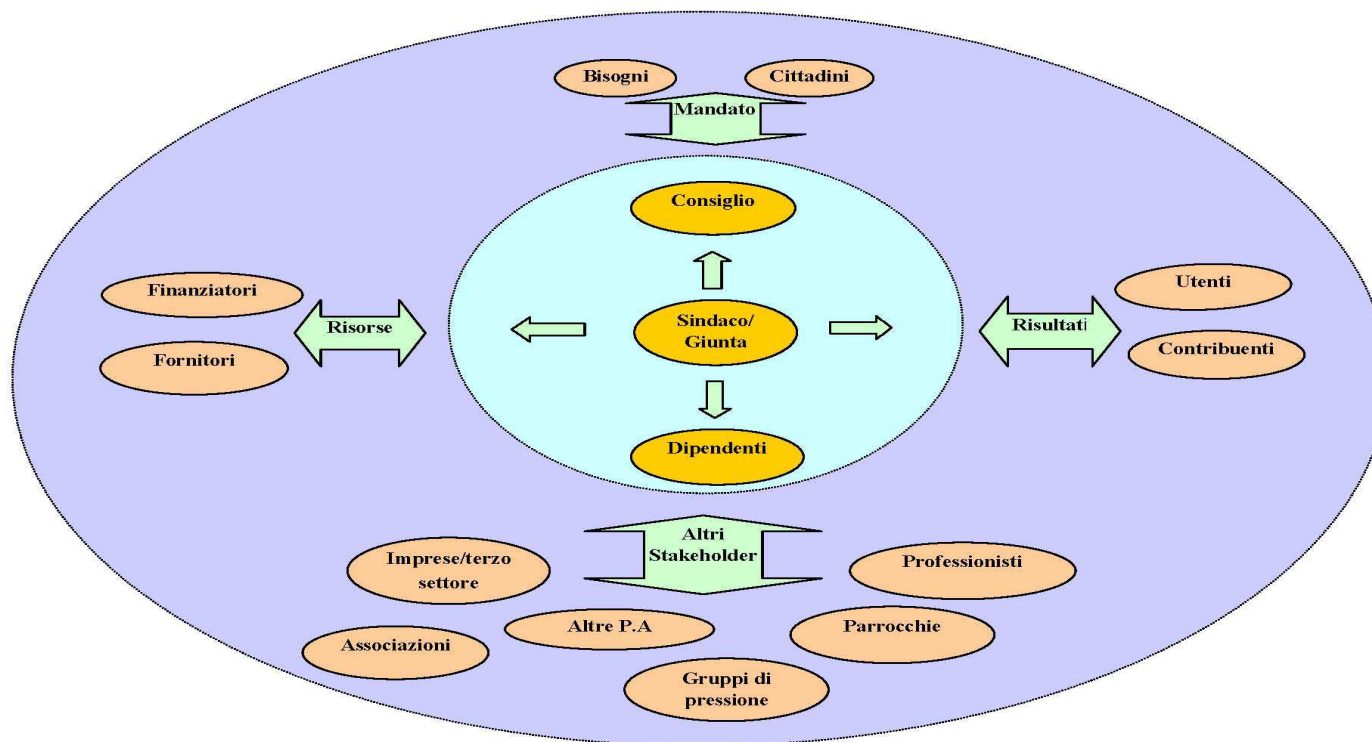 Bisogni
Cittadini
Mandato
Consiglio
Finanziatori
Utenti
Risorse
Sindaco/
Giunta
Risultati
Fornitori
Contribuenti
Dipendenti
Altri
Stakeholder
Imprese/terzo
settore
Professionisti
Altre P.A
Parrocchie
Associazioni
Gruppi di
pressione